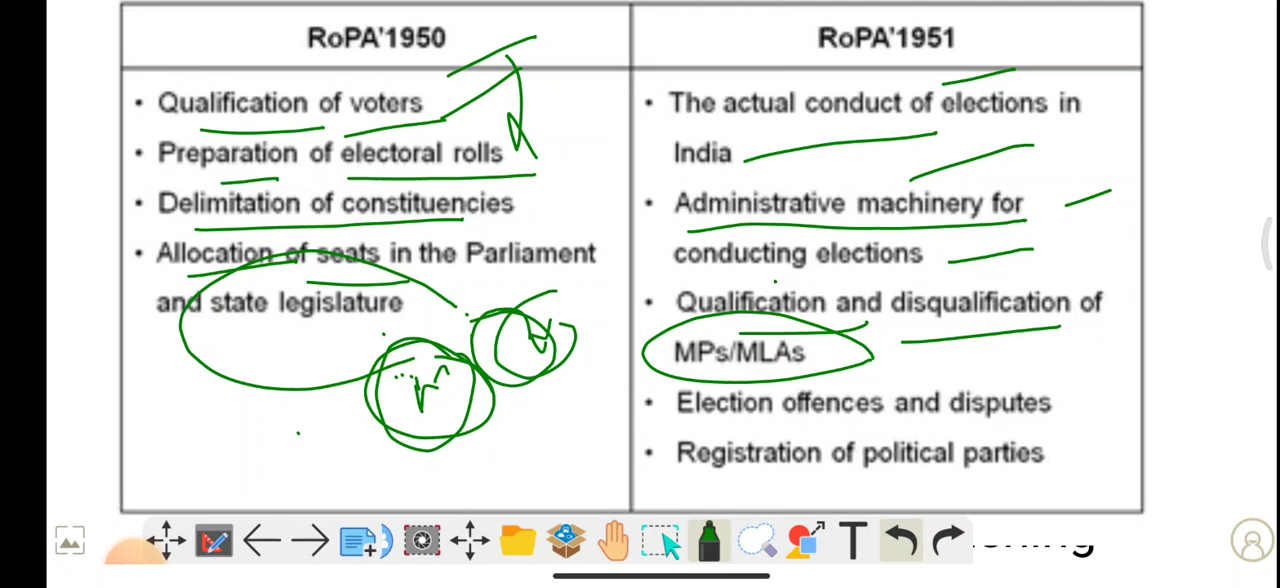 RoPA'1950
• Qualification of voters
• Preparation of electoral rolls
• Delimitation of constituencies
• Allocation of seats in the Parliament
and state legislature
RoPA'1951
• The actual conduct of elections in
India
• Administrative machinery for
conducting elections
• Qualification and disqualification of
MPs/MLAs
• Election offences and disputes
• Registration of political parties
T